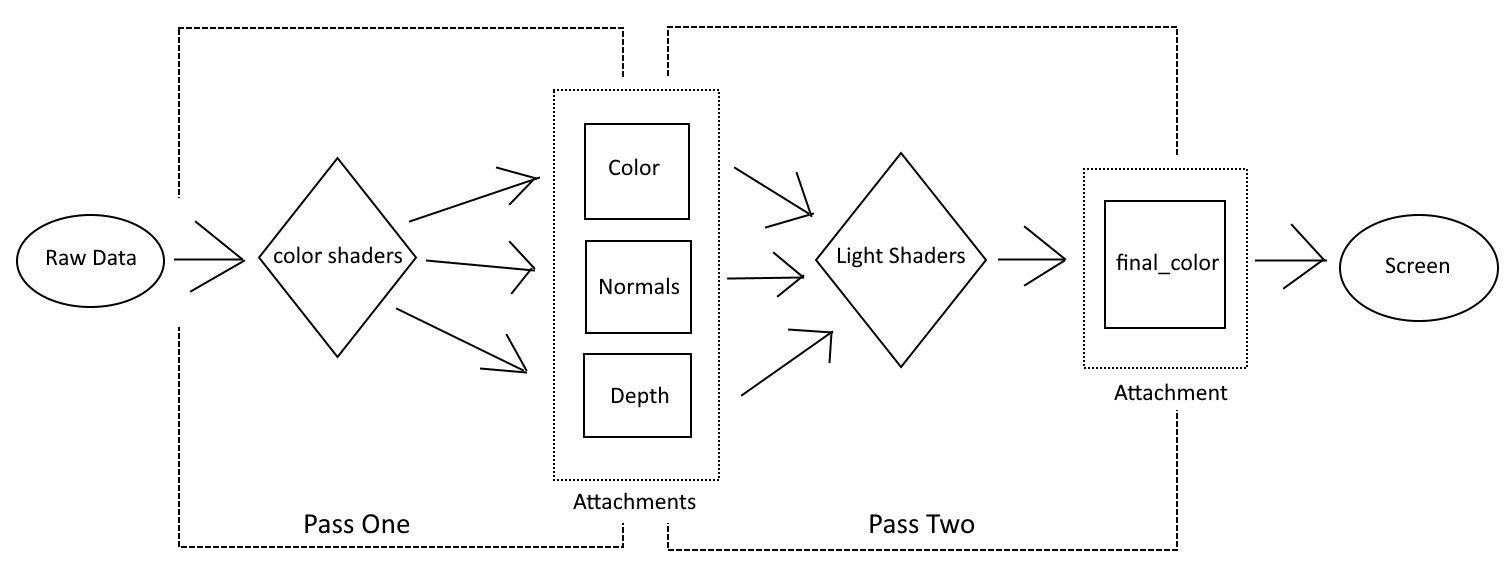 Raw Data
color shaders
Color
Normals
Depth
Attachments
Pass One
Light Shaders
final_color
Attachment
Pass Two
Screen